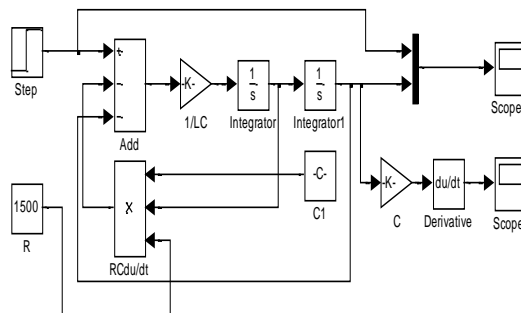 Step
+
−
−
Add
-K-
1/LC
1
s
Integrator
1
s
Integrator1
Scope
1500
R
X
RCdu/dt
-C-
C1
-K-
C
du/dt
Derivative
Scope